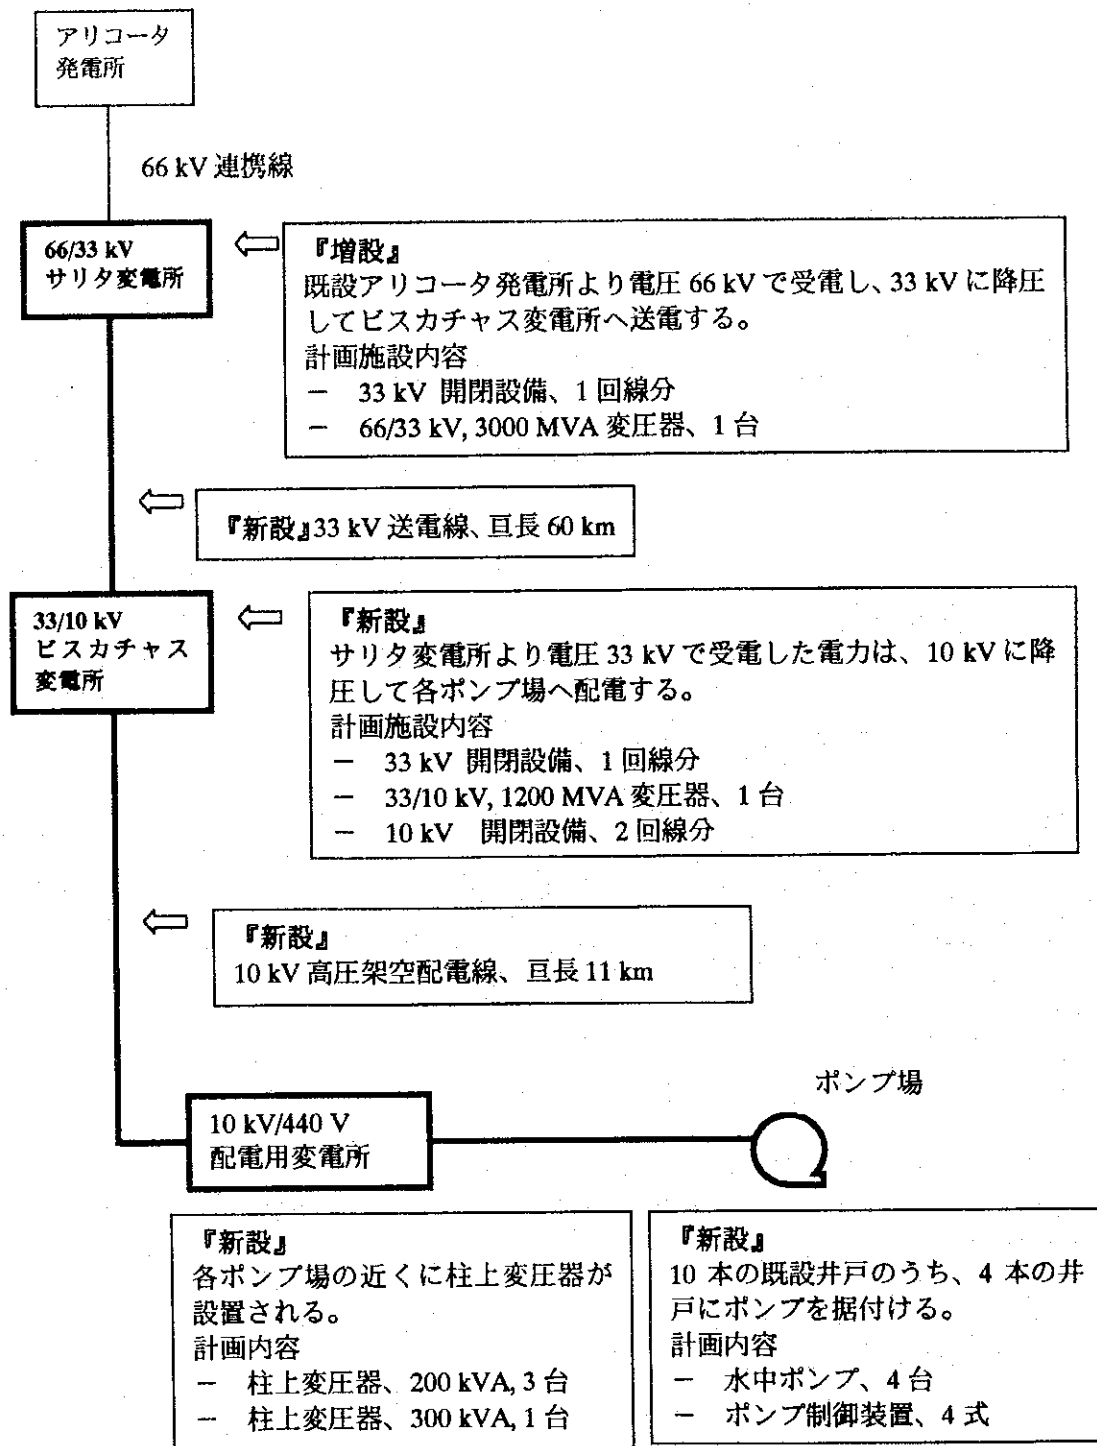 アリコータ
発電所
66 kV 連携線
66/33 kV
サリタ変電所
『増設』
既設アリコータ発電所より電圧 66 kV で受電し、33 kV に降圧
してビスカチャス変電所へ送電する。
計画施設内容
－ 33 kV 開閉設備、1 回線分
－ 66/33 kV, 3000 MVA 変圧器、1 台
『新設』33 kV 送電線、亘長 60 km
33/10 kV
ビスカチャス
変電所
『新設』
サリタ変電所より電圧 33 kV で受電した電力は、10 kV に降
圧して各ポンプ場へ配電する。
計画施設内容
－ 33 kV 開閉設備、1 回線分
－ 33/10 kV, 1200 MVA 変圧器、1 台
－ 10 kV 開閉設備、2 回線分
『新設』
10 kV 高圧架空配電線、亘長 11 km
ポンプ場
10 kV/440 V
配電用変電所
『新設』
各ポンプ場の近くに柱上変圧器が
設置される。
計画内容
－ 柱上変圧器、200 kVA, 3 台
－ 柱上変圧器、300 kVA, 1 台
『新設』
10 本の既設井戸のうち、4 本の井
戸にポンプを据付ける。
計画内容
－ 水中ポンプ、4 台
－ ポンプ制御装置、4 式